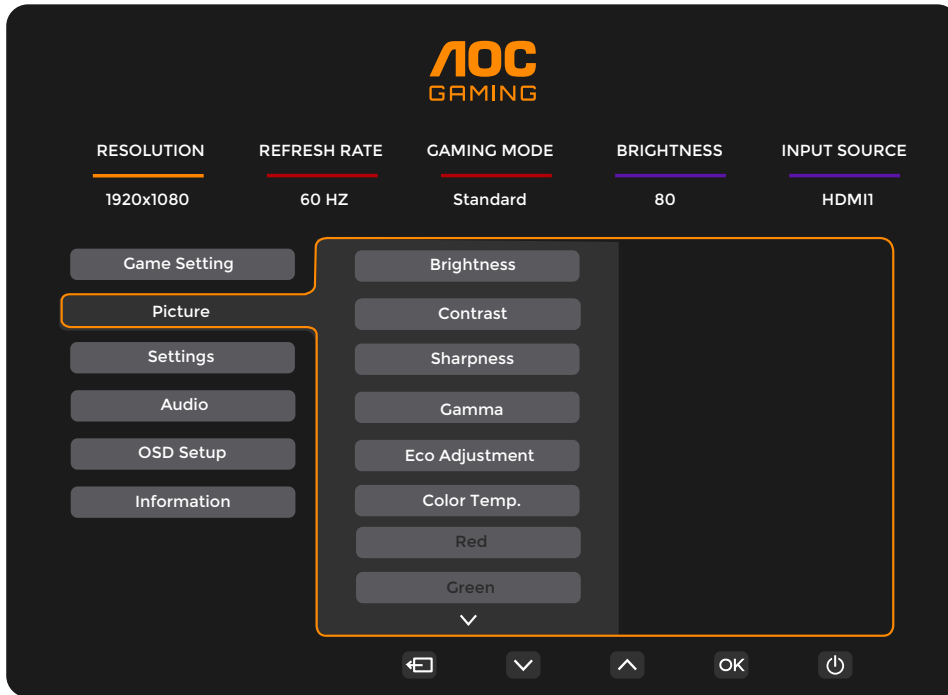 AOC
GAMING
RESOLUTION REFRESH RATE GAMING MODE BRIGHTNESS INPUT SOURCE
1920x1080 60 HZ Standard 80 HDMI1
Game Setting
Picture
Settings
Audio
OSD Setup
Information
Brightness
Contrast
Sharpness
Gamma
Eco Adjustment
Color Temp.
Red
Green
OK